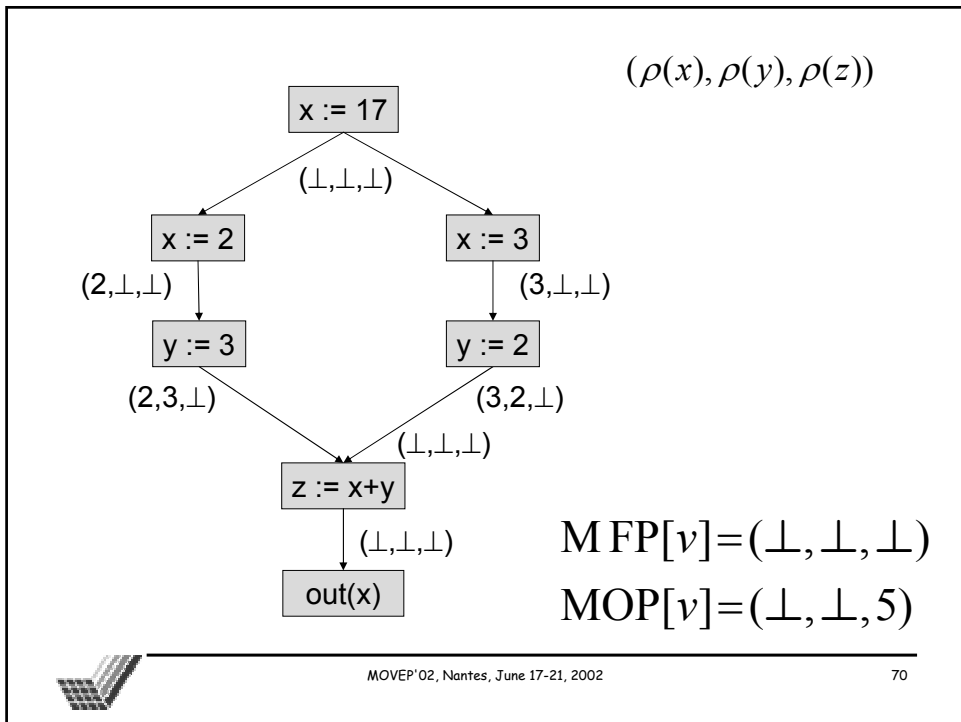 (ρ(x), ρ(y), ρ(z))
x := 17
(⊥,⊥,⊥)
x := 2
x := 3
(2,⊥,⊥)
(3,⊥,⊥)
y := 3
y := 2
(2,3,⊥)
(3,2,⊥)
(⊥,⊥,⊥)
z := x+y
(⊥,⊥,⊥)
out(x)
MFP[v]=(⊥,⊥,⊥)
MOP[v]=(⊥,⊥,5)
MOVEP'02, Nantes, June 17-21, 2002
70